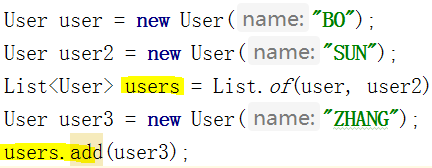 User user = new User( name: "BO");
User user2 = new User( name: "SUN");
List<User> users = List.of(user, user2)
User user3 = new User( name: "ZHANG");
users.add(user3);